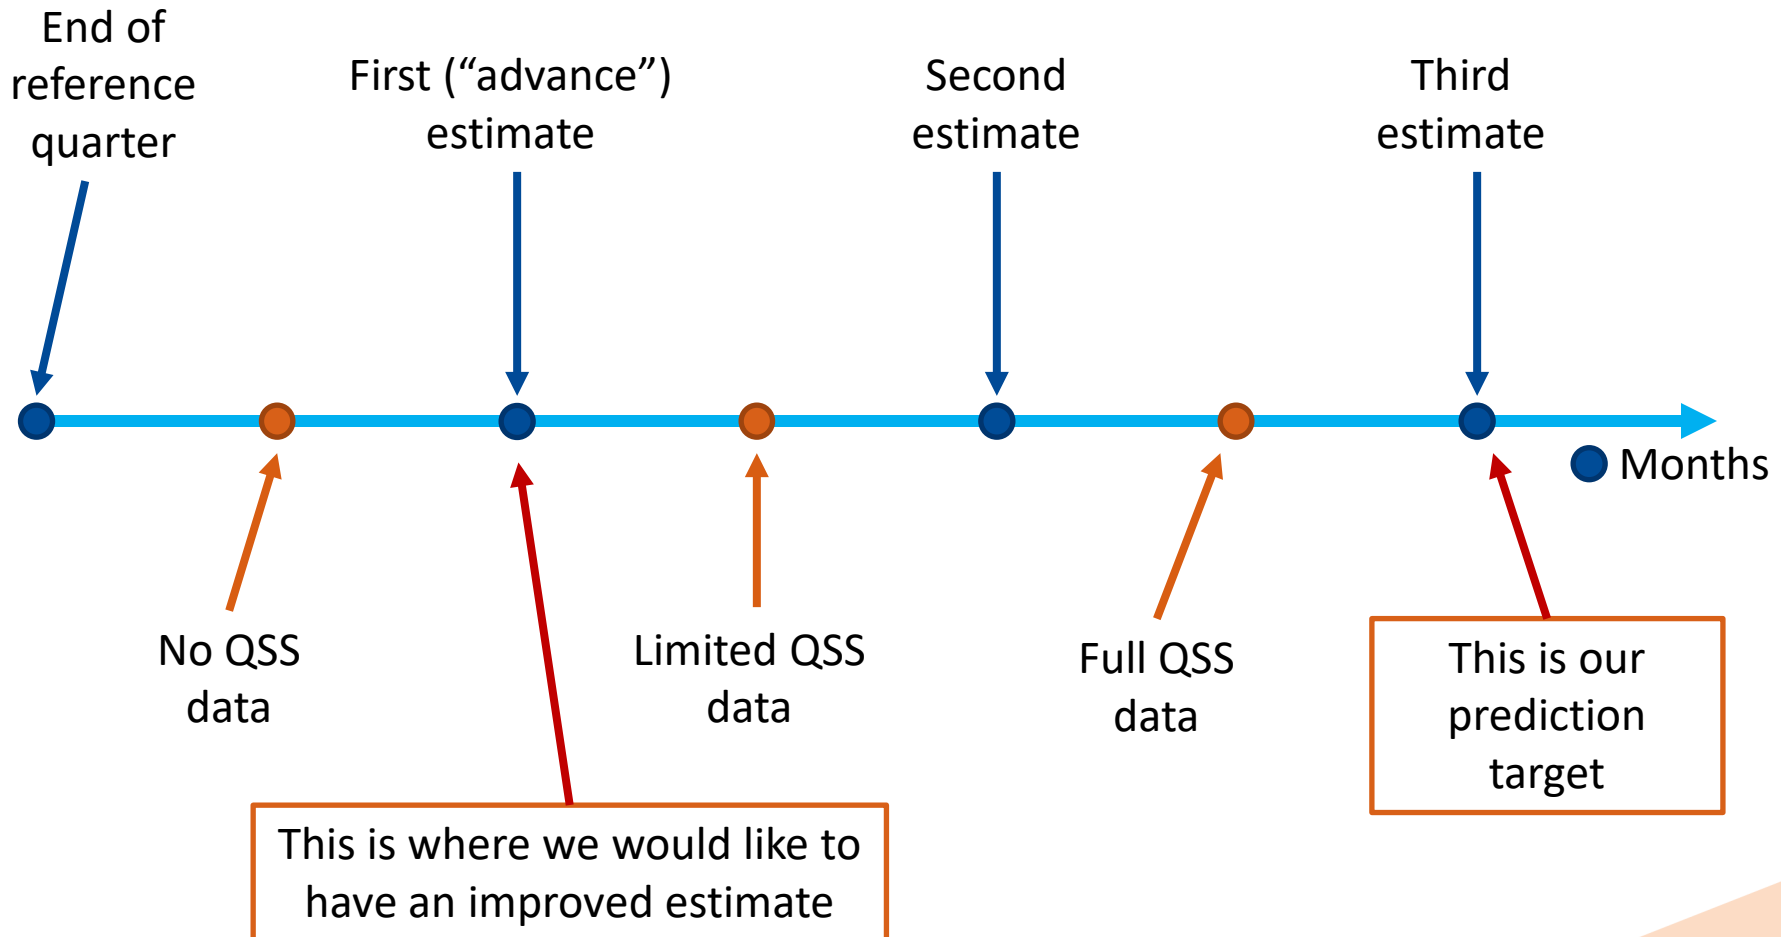 End of
reference
quarter
First (“advance”)
estimate
Second
estimate
Third
estimate
Months
No QSS
data
Limited QSS
data
Full QSS
data
This is our
prediction
target
This is where we would like to
have an improved estimate